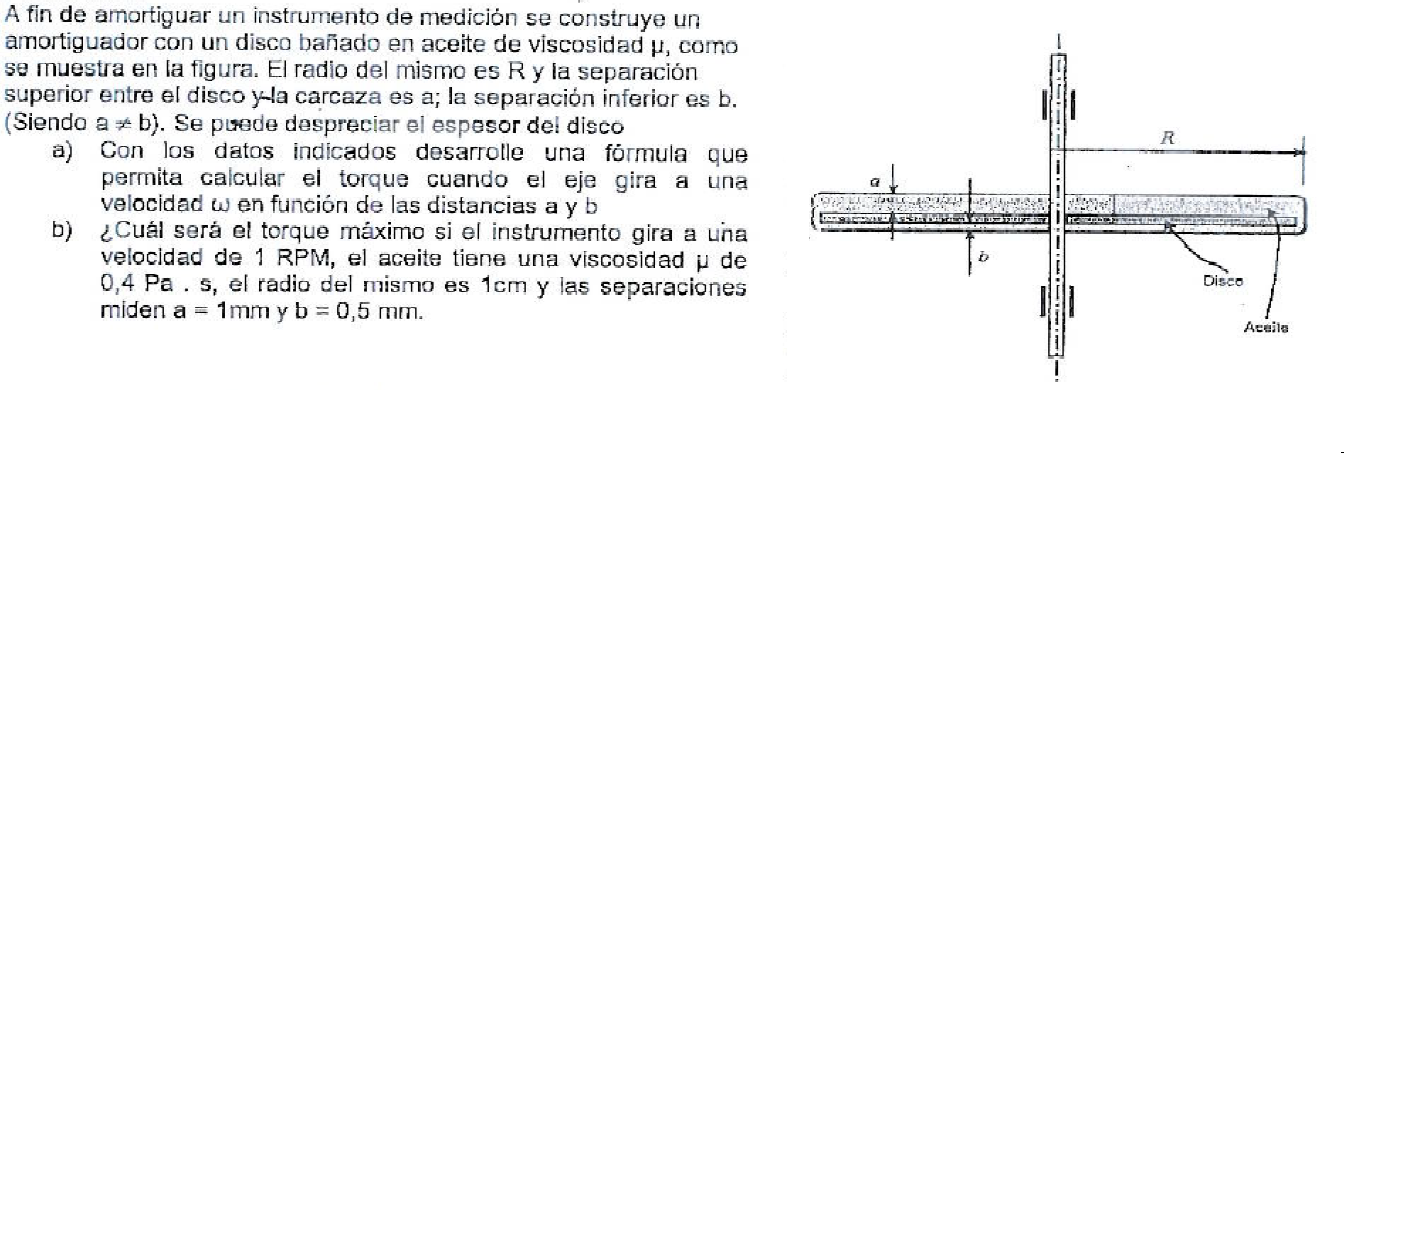 A fin de amortiguar un instrumento de medición se construye un
amortiguador con un disco bañado en aceite de viscosidad μ, como
se muestra en la figura. El radio del mismo es R y la separación
superior entre el disco y la carcaza es a; la separación inferior es b.
(Siendo a ≠ b). Se puede despreciar el espesor del disco
a) Con los datos indicados desarrolle una fórmula que
permita calcular el torque cuando el eje gira a una
velocidad ω en función de las distancias a y b
b) ¿Cuál será el torque máximo si el instrumento gira a una
velocidad de 1 RPM, el aceite tiene una viscosidad μ de
0,4 Pa . s, el radio del mismo es 1cm y las separaciones
miden a = 1mm y b = 0,5 mm.
R
a
b
Disco
Aceite